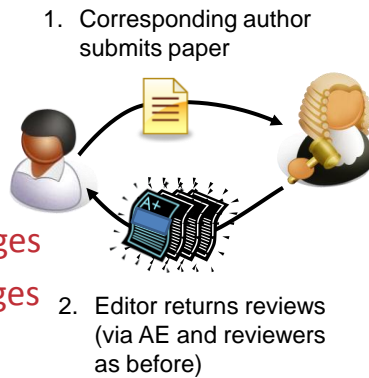 1. Corresponding author
submits paper
A+
ges
ges
2. Editor returns reviews
(via AE and reviewers
as before)